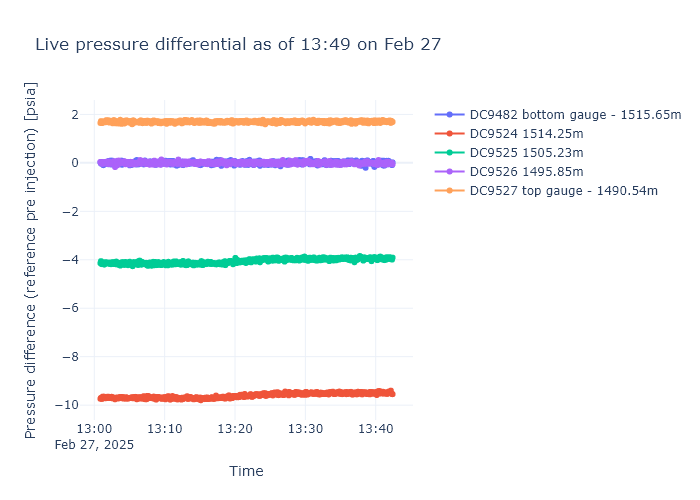 Live pressure differential as of 13:49 on Feb 27
Pressure difference (reference pre injection) [psia]
2
0
−2
−4
−6
−8
−10
13:00
Feb 27, 2025
13:10
13:20
13:30
13:40
Time
DC9482 bottom gauge - 1515.65m
DC9524 1514.25m
DC9525 1505.23m
DC9526 1495.85m
DC9527 top gauge - 1490.54m